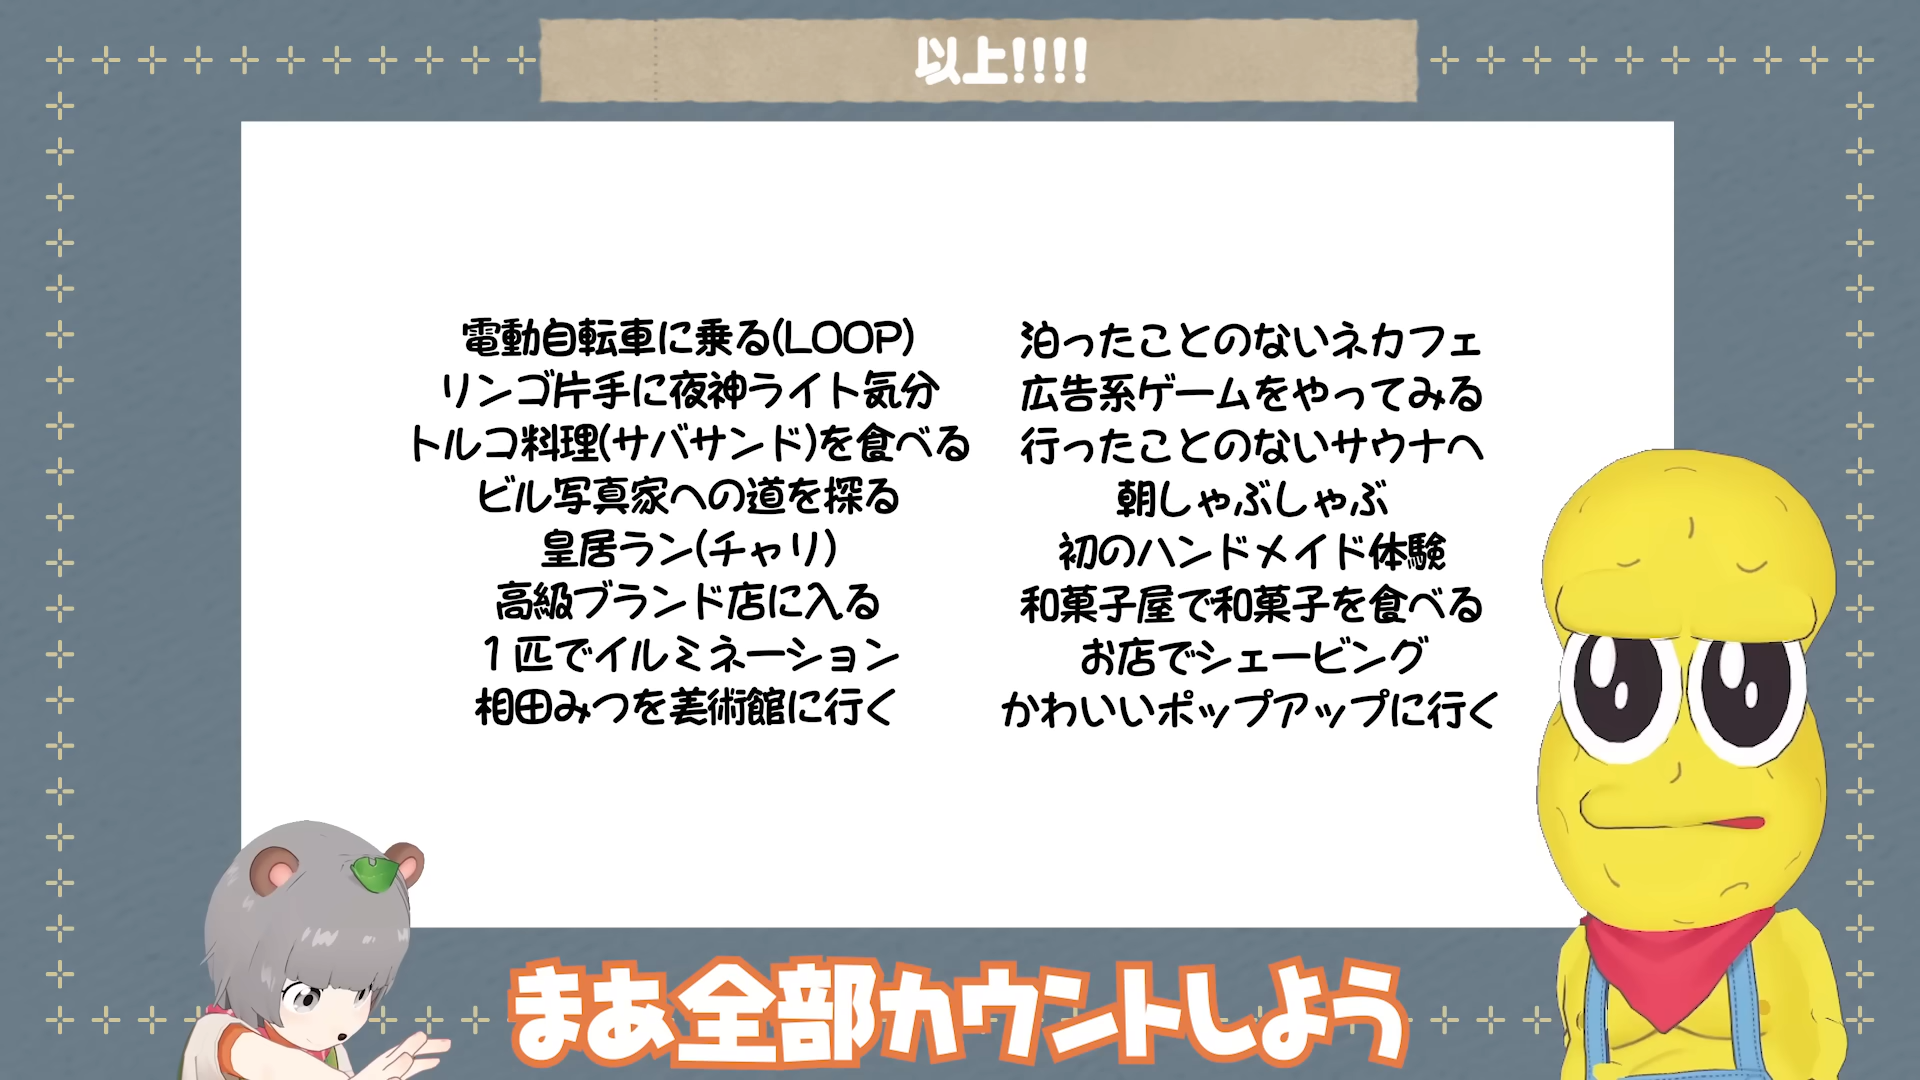 以上!!!!
電動自転車に乗る(LOOP)
リンゴ片手に夜神ライト気分
トルコ料理(サバサンド)を食べる
ビル写真家への道を探る
皇居ラン(チャリ)
高級ブランド店に入る
1匹でイルミネーション
相田みつを美術館に行く
泊ったことのないネカフェ
広告系ゲームをやってみる
行ったことのないサウナへ
朝しゃぶしゃぶ
初のハンドメイド体験
和菓子屋で和菓子を食べる
お店でシェービング
かわいいポップアップに行く
まあ全部カウントしよう